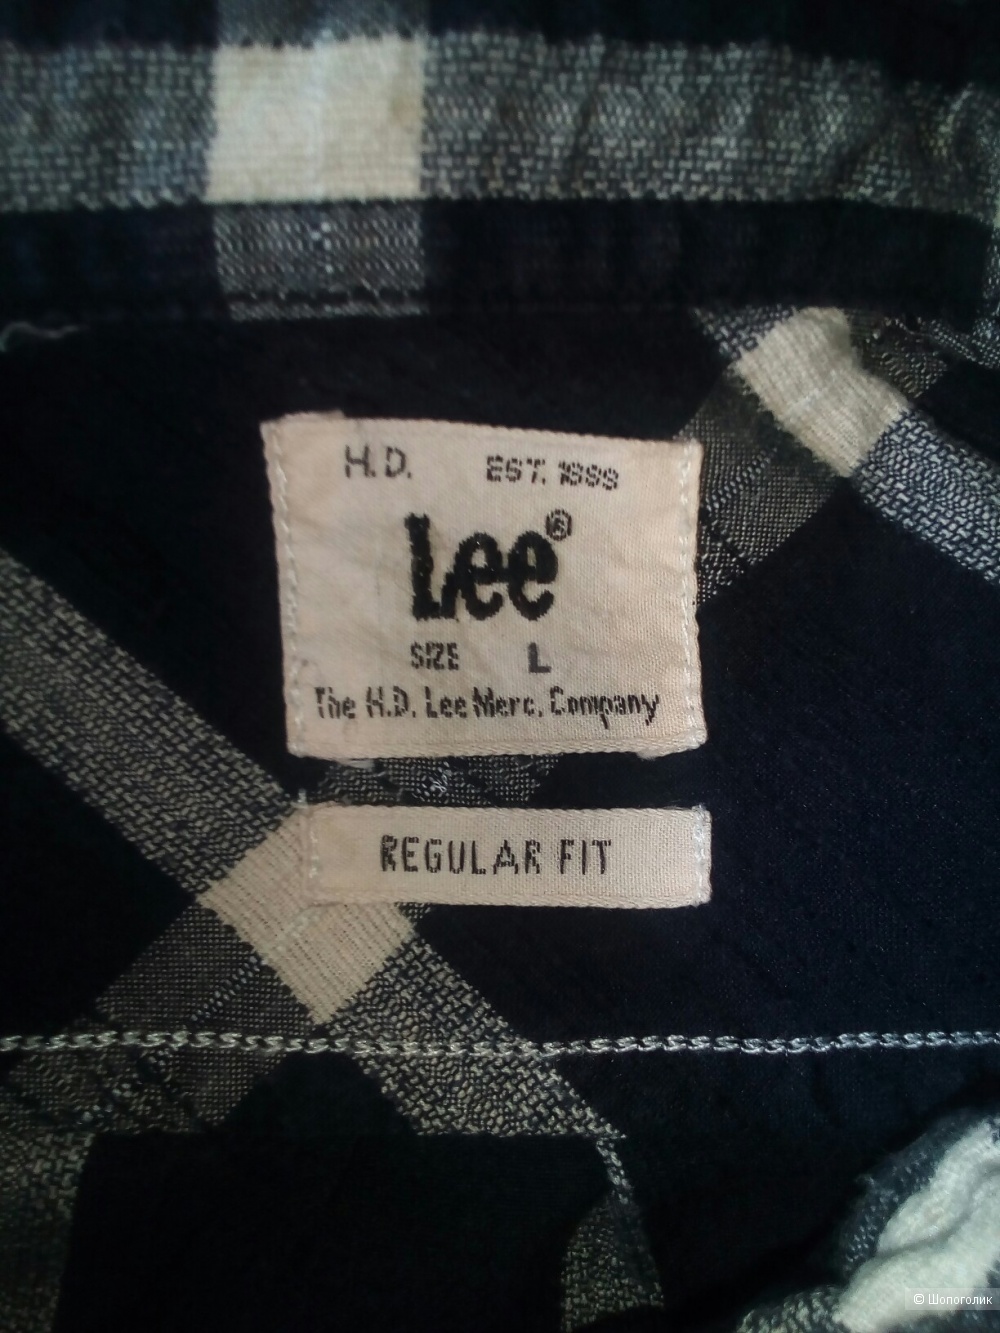 H.D. EST. 1889
Lee®
SIZE L
The H.D. Lee Merc. Company
REGULAR FIT
© Шопоголик